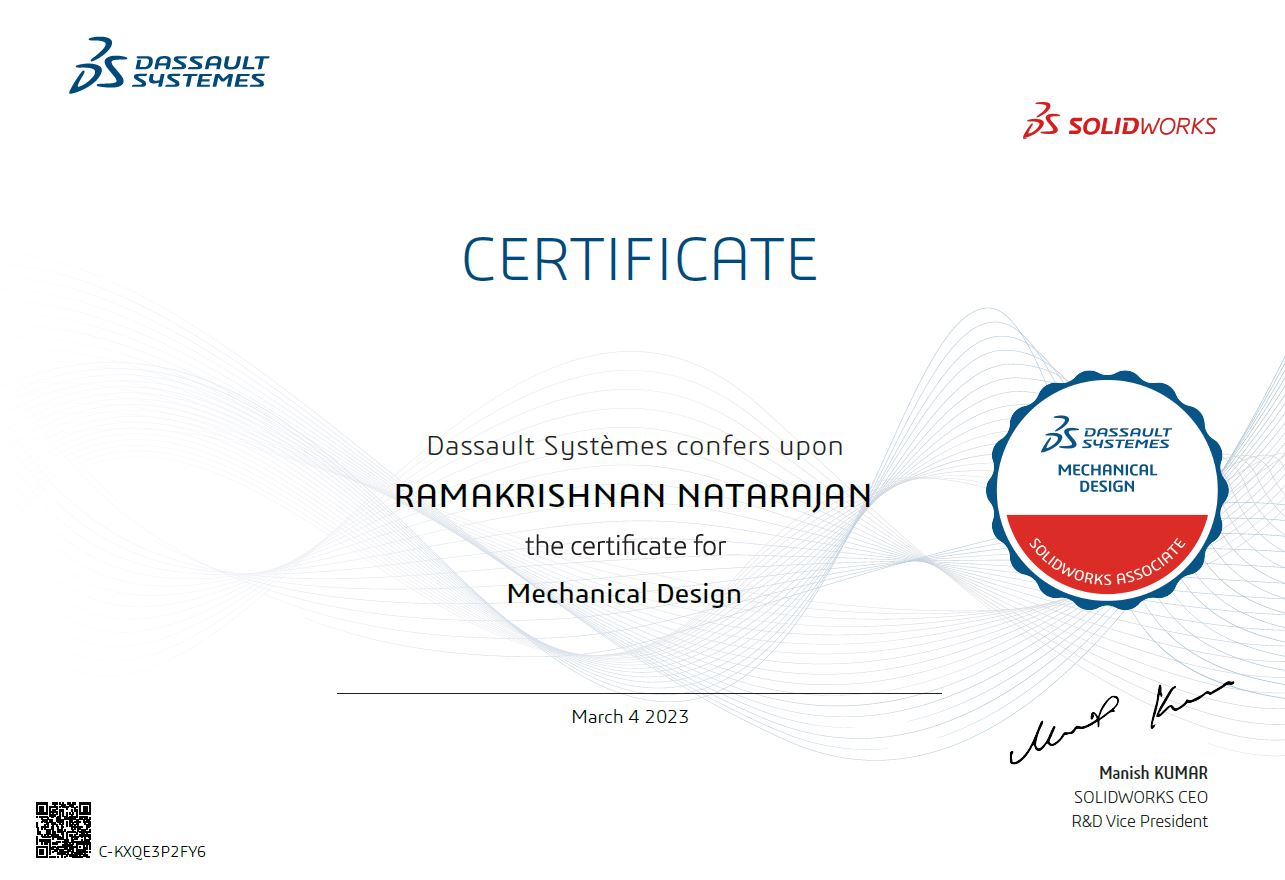 DASSAULT
SYSTEMES
SOLIDWORKS
CERTIFICATE
Dassault Systèmes confers upon
RAMAKRISHNAN NATARAJAN
the certificate for
Mechanical Design
DASSAULT
SYSTEMES
MECHANICAL
DESIGN
SOLIDWORKS ASSOCIATE
March 4 2023
Manish KUMAR
SOLIDWORKS CEO
R&D Vice President
C-KXQE3P2FY6